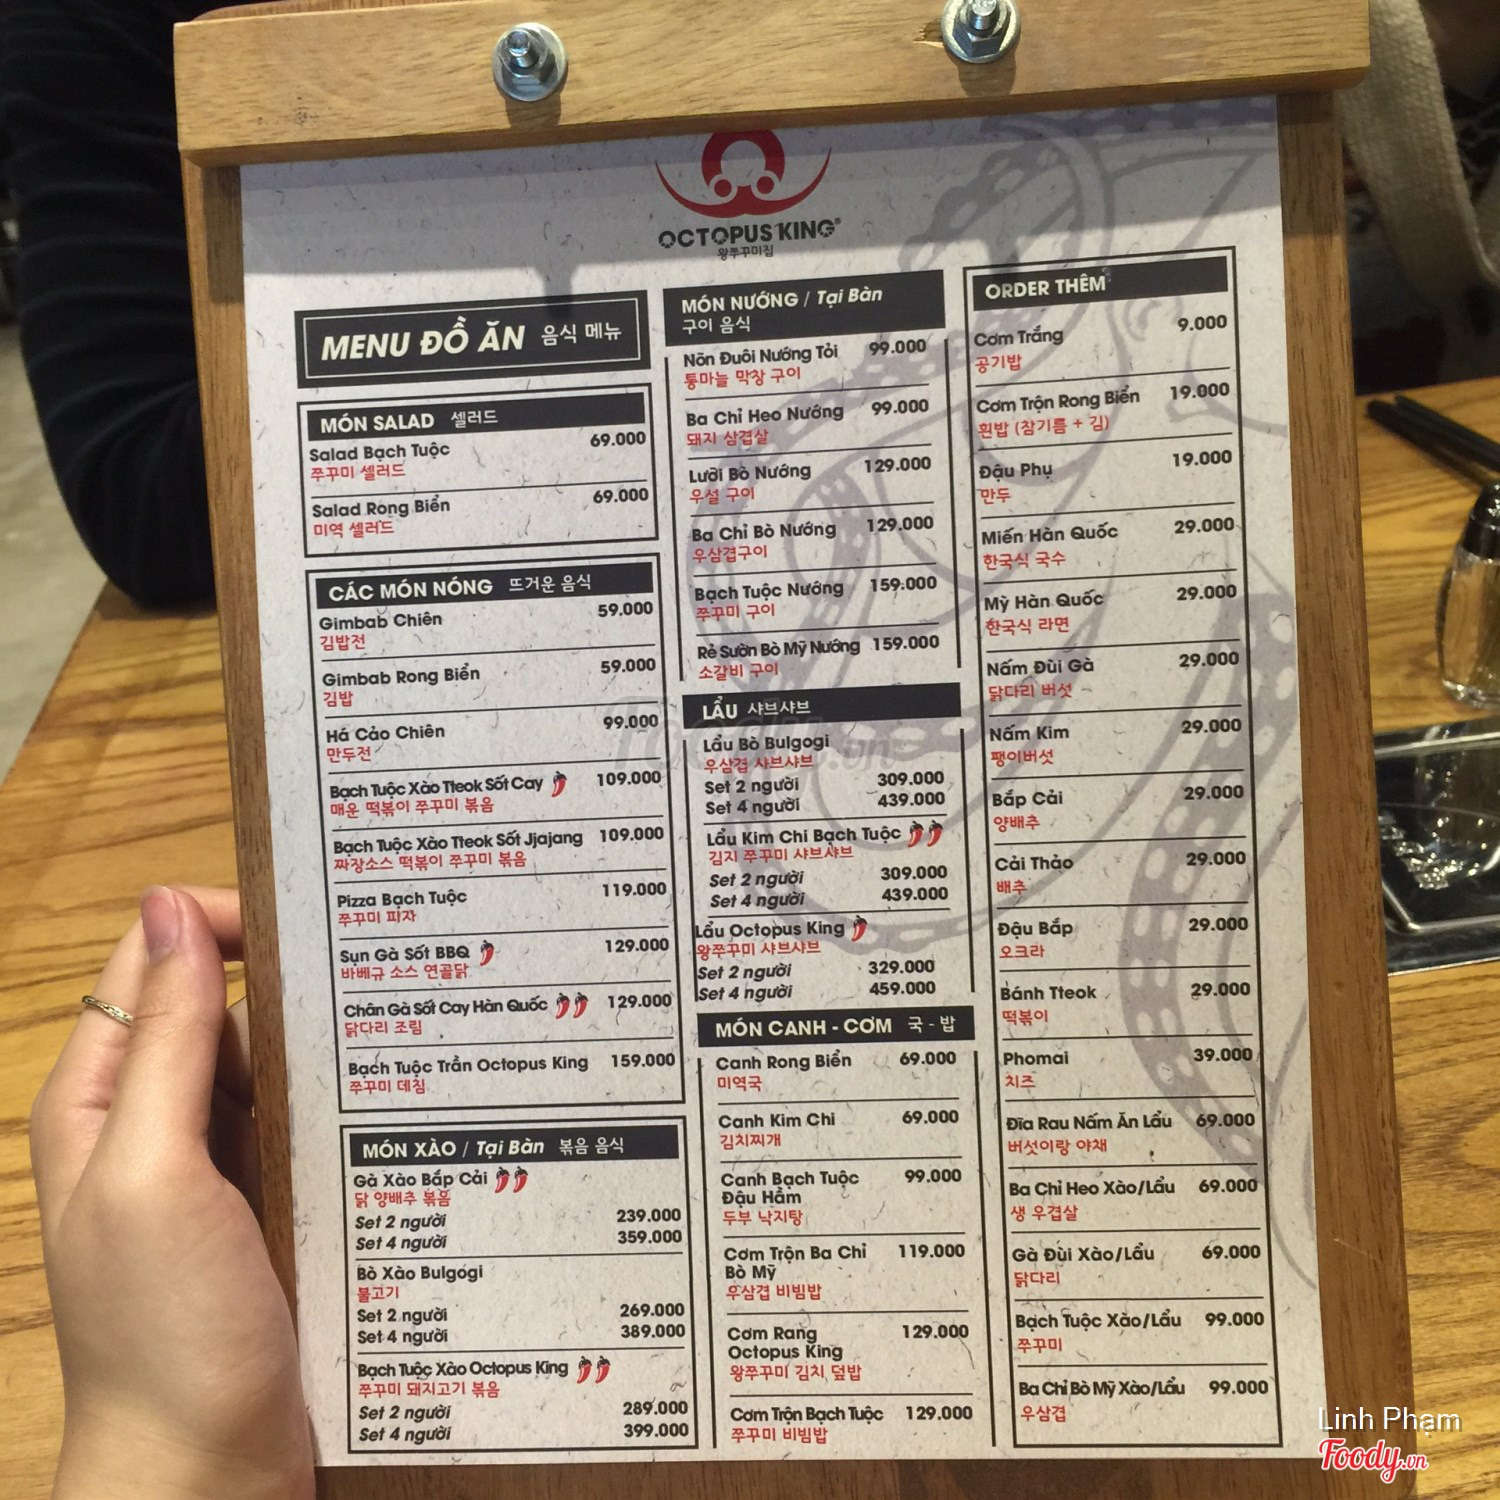 OCTOPUS KING®
왕쭈꾸미집
MENU ĐỒ ĂN 음식 메뉴
MÓN SALAD 셀러드
Salad Bạch Tuộc 69.000
쭈꾸미 셀러드
Salad Rong Biển 69.000
미역 셀러드
CÁC MÓN NÓNG 뜨거운 음식
Gimbab Chiên 59.000
김밥전
Gimbab Rong Biển 59.000
김밥
Há Cảo Chiên 99.000
만두전
Bạch Tuộc Xào Tteok Sốt Cay 109.000
매운 떡볶이 쭈꾸미 볶음
Bạch Tuộc Xào Tteok Sốt Jjajang 109.000
짜장소스 떡볶이 쭈꾸미 볶음
Pizza Bạch Tuộc 119.000
쭈꾸미 피자
Sụn Gà Sốt BBQ 129.000
바베규 소스 연골닭
Chân Gà Sốt Cay Hàn Quốc 129.000
닭다리 조림
Bạch Tuộc Trần Octopus King 159.000
쭈꾸미 데침
MÓN XÀO / Tại Bàn 볶음 음식
Gà Xào Bắp Cải
닭 양배추 볶음
Set 2 người 239.000
Set 4 người 359.000
Bò Xào Bulgogi
불고기
Set 2 người 269.000
Set 4 người 389.000
Bạch Tuộc Xào Octopus King
쭈꾸미 돼지고기 볶음
Set 2 người 289.000
Set 4 người 399.000
MÓN NƯỚNG / Tại Bàn
구이 음식
Nõn Đuôi Nướng Tỏi 99.000
통마늘 막창 구이
Ba Chỉ Heo Nướng 99.000
돼지 삼겹살
Lưỡi Bò Nướng 129.000
우설 구이
Ba Chỉ Bò Nướng 129.000
우삼겹구이
Bạch Tuộc Nướng 159.000
쭈꾸미 구이
Rẻ Sườn Bò Mỹ Nướng 159.000
소갈비 구이
LẨU 샤브샤브
Lẩu Bò Bulgogi
우삼겹 샤브샤브
Set 2 người 309.000
Set 4 người 439.000
Lẩu Kim Chi Bạch Tuộc
김지 쭈꾸미 샤브샤브
Set 2 người 309.000
Set 4 người 439.000
Lẩu Octopus King
왕쭈꾸미 샤브샤브
Set 2 người 329.000
Set 4 người 459.000
MÓN CANH - CƠM 국 - 밥
Canh Rong Biển 69.000
미역국
Canh Kim Chi 69.000
김치찌개
Canh Bạch Tuộc 99.000
Đậu Hầm
두부 낙지탕
Cơm Trộn Ba Chỉ 119.000
Bò Mỹ
우삼겹 비빔밥
Cơm Rang 129.000
Octopus King
왕쭈꾸미 김치 덮밥
Cơm Trộn Bạch Tuộc 129.000
쭈꾸미 비빔밥
ORDER THÊM
Cơm Trắng 9.000
공기밥
Cơm Trộn Rong Biển 19.000
흰밥 (참기름 + 김)
Đậu Phụ 19.000
만두
Miến Hàn Quốc 29.000
한국식 국수
Mỳ Hàn Quốc 29.000
한국식 라면
Nấm Đùi Gà 29.000
닭다리 버섯
Nấm Kim 29.000
팽이버섯
Bắp Cải 29.000
양배추
Cải Thảo 29.000
배추
Đậu Bắp 29.000
오크라
Bánh Tteok 29.000
떡볶이
Phomai 39.000
치즈
Đĩa Rau Nấm Ăn Lẩu 69.000
버섯이랑 야채
Ba Chỉ Heo Xào/Lẩu 69.000
생 우겹살
Gà Đùi Xào/Lẩu 69.000
닭다리
Bạch Tuộc Xào/Lẩu 99.000
쭈꾸미
Ba Chỉ Bò Mỹ Xào/Lẩu 99.000
우삼겹
Foody.vn
Linh Phạm
Foody.vn